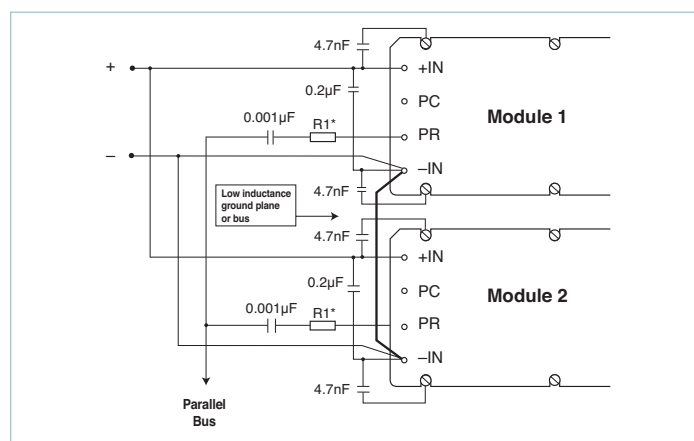 4.7nF
+
+IN
0.2μF
PC
Module 1
0.001μF
R1*
PR
–
–IN
4.7nF
Low inductance
ground plane
or bus
4.7nF
+IN
0.2μF
PC
Module 2
0.001μF
R1*
PR
–IN
4.7nF
Parallel
Bus